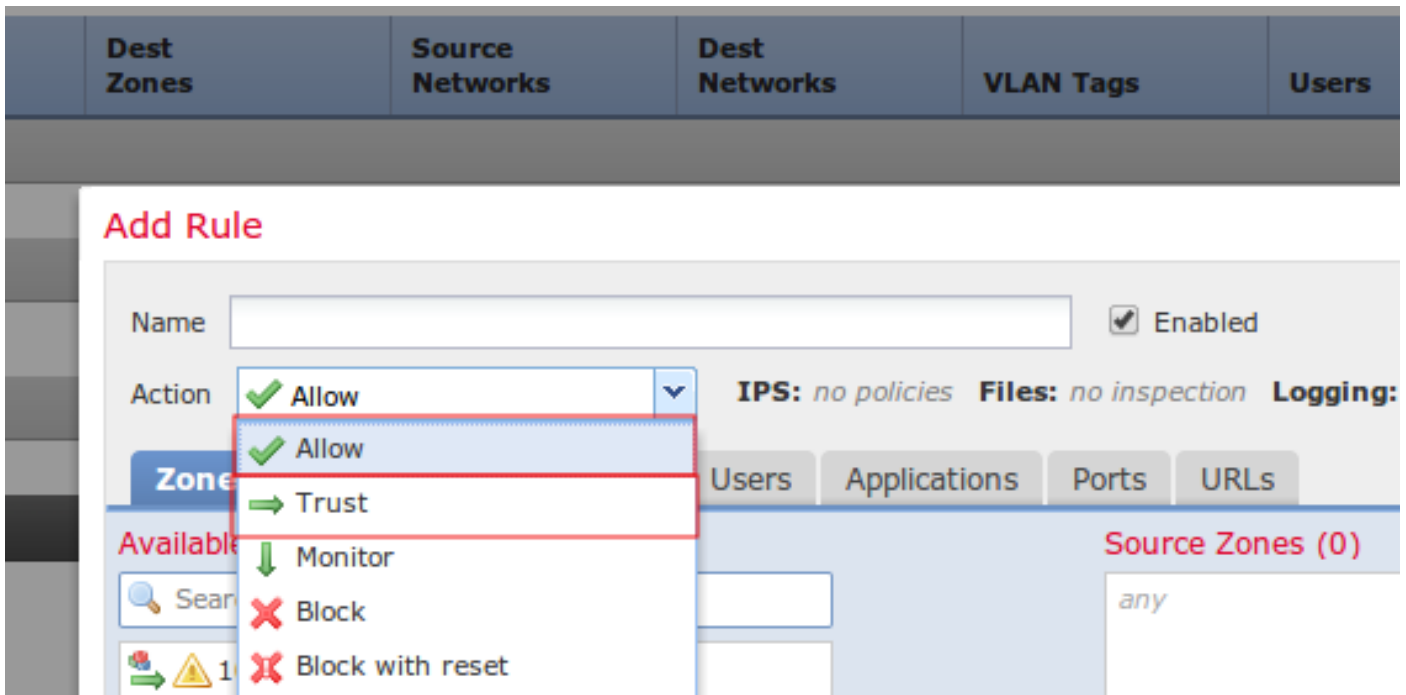 Dest Zones
Source Networks
Dest Networks
VLAN Tags
Users
Add Rule
Name
Enabled
Action
Allow
IPS: no policies Files: no inspection Logging:
Allow
Trust
Monitor
Block
Block with reset
Users
Applications
Ports
URLs
Source Zones (0)
any